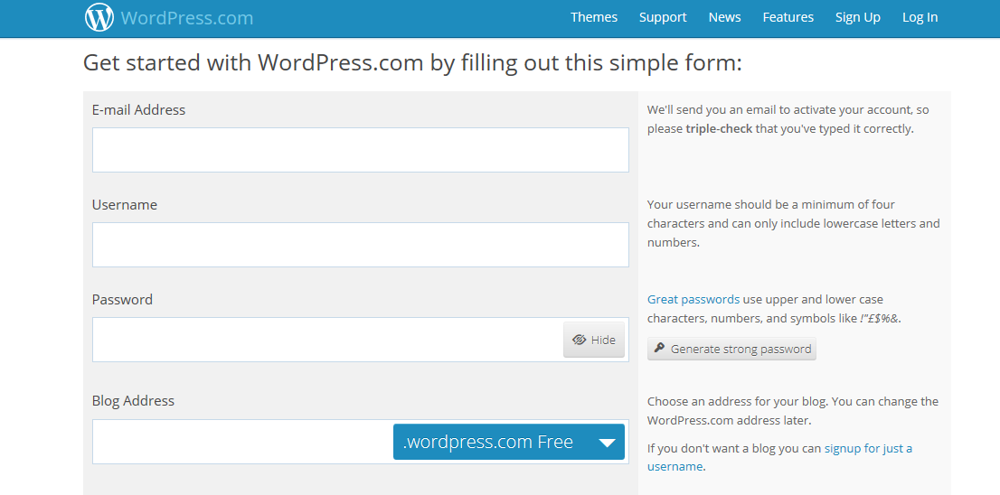 WordPress.com
Themes Support News Features Sign Up Log In
Get started with WordPress.com by filling out this simple form:
E-mail Address
We'll send you an email to activate your account, so
please triple-check that you've typed it correctly.
Username
Your username should be a minimum of four
characters and can only include lowercase letters and
numbers.
Password
Hide
Great passwords use upper and lower case
characters, numbers, and symbols like !"£$%&.
Generate strong password
Blog Address
.wordpress.com Free
Choose an address for your blog. You can change the
WordPress.com address later.
If you don't want a blog you can signup for just a
username.